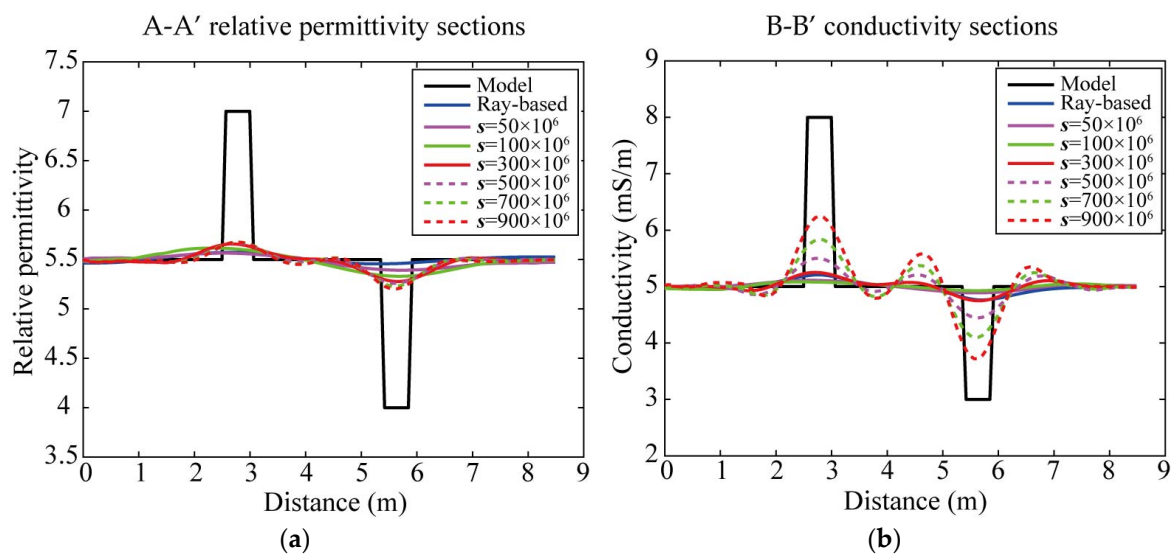 A-A′ relative permittivity sections
7.5
7
6.5
6
5.5
5
4.5
4
3.5
Relative permittivity
0 1 2 3 4 5 6 7 8 9
Distance (m)
Model
Ray-based
s=50×10⁶
s=100×10⁶
s=300×10⁶
s=500×10⁶
s=700×10⁶
s=900×10⁶
(a)
B-B′ conductivity sections
9
8
7
6
5
4
3
2
Conductivity (mS/m)
0 1 2 3 4 5 6 7 8 9
Distance (m)
Model
Ray-based
s=50×10⁶
s=100×10⁶
s=300×10⁶
s=500×10⁶
s=700×10⁶
s=900×10⁶
(b)